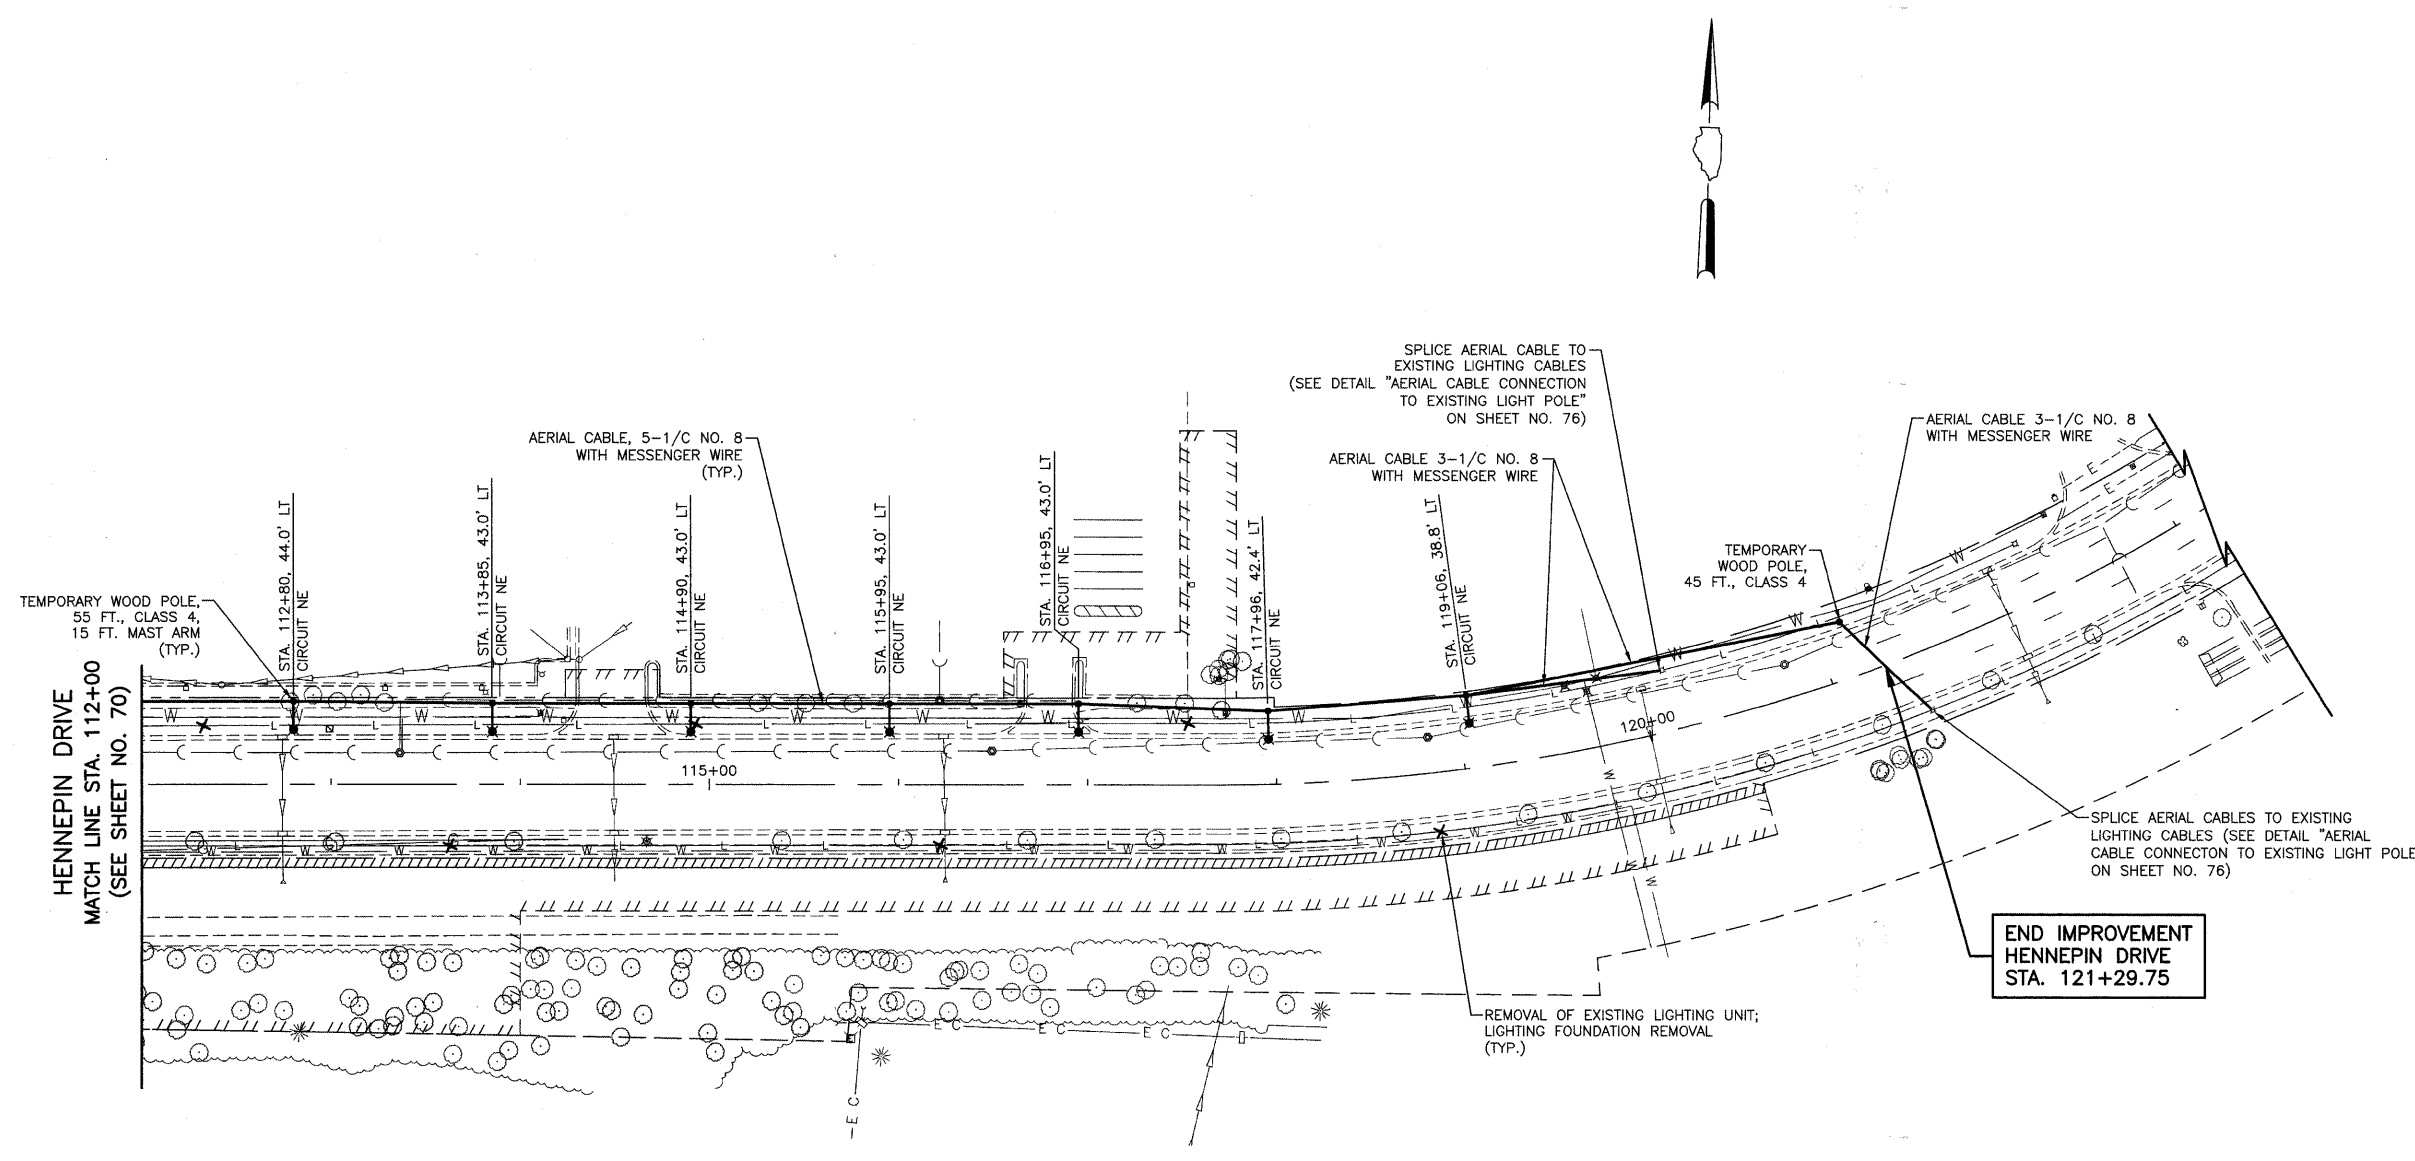 SPLICE AERIAL CABLE TO
EXISTING LIGHTING CABLES
(SEE DETAIL "AERIAL CABLE CONNECTION
TO EXISTING LIGHT POLE"
ON SHEET NO. 76)
AERIAL CABLE 3-1/C NO. 8
WITH MESSENGER WIRE
AERIAL CABLE, 5-1/C NO. 8
WITH MESSENGER WIRE
(TYP.)
AERIAL CABLE 3-1/C NO. 8
WITH MESSENGER WIRE
TEMPORARY
WOOD POLE,
45 FT., CLASS 4
TEMPORARY WOOD POLE,
55 FT., CLASS 4,
15 FT. MAST ARM
(TYP.)
STA. 112+80, 44.0' LT
CIRCUIT NE
STA. 113+85, 43.0' LT
CIRCUIT NE
STA. 114+90, 43.0' LT
CIRCUIT NE
STA. 115+95, 43.0' LT
CIRCUIT NE
STA. 116+95, 43.0' LT
CIRCUIT NE
STA. 117+96, 42.4' LT
CIRCUIT NE
STA. 119+06, 38.8' LT
CIRCUIT NE
HENNEPIN DRIVE
MATCH LINE STA. 112+00
(SEE SHEET NO. 70)
115+00
120+00
SPLICE AERIAL CABLES TO EXISTING
LIGHTING CABLES (SEE DETAIL "AERIAL
CABLE CONNECTON TO EXISTING LIGHT POLE
ON SHEET NO. 76)
END IMPROVEMENT
HENNEPIN DRIVE
STA. 121+29.75
REMOVAL OF EXISTING LIGHTING UNIT;
LIGHTING FOUNDATION REMOVAL
(TYP.)
E C
E C
E C
E C